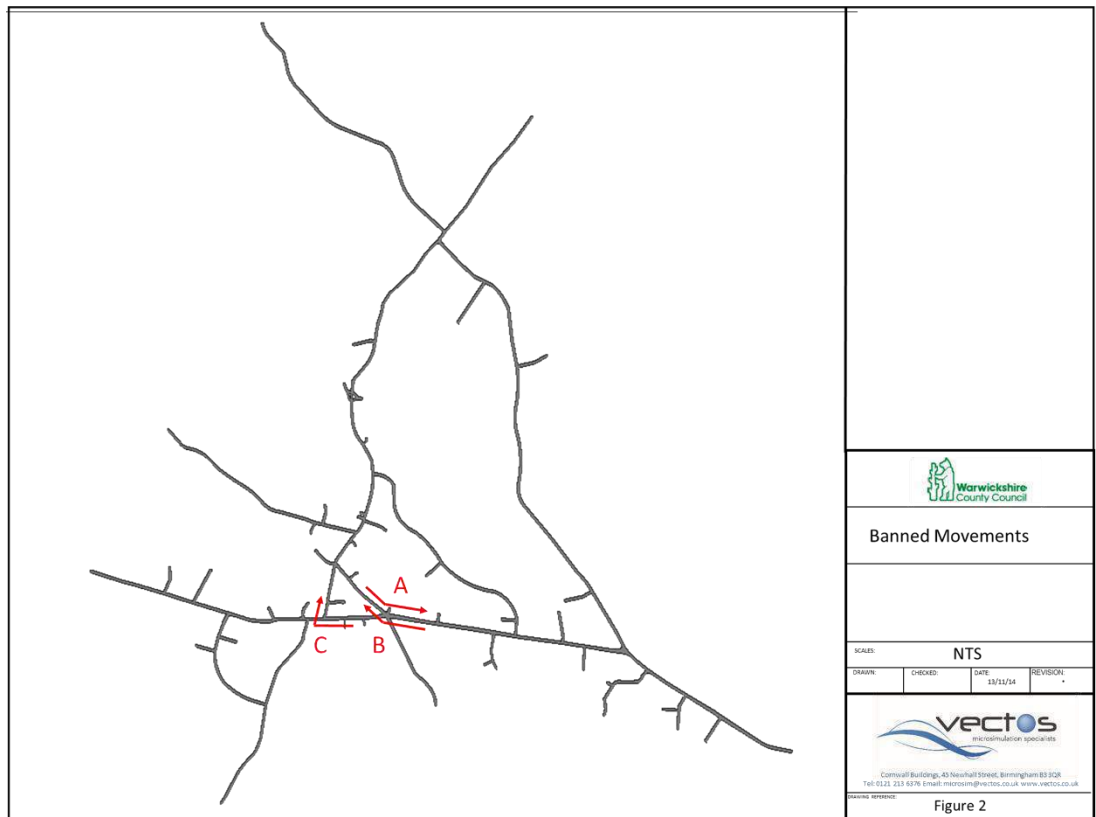 A
B
C
Warwickshire
County Council
Banned Movements
SCALES: NTS
DRAWN: CHECKED: DATE: 13/11/14 REVISION: *
vectos
microsimulation specialists
Cornwall Buildings, 45 Newhall Street, Birmingham B3 3QR
Tel: 0121 213 6376 Email: microsim@vectos.co.uk www.vectos.co.uk
DRAWING REFERENCE:
Figure 2